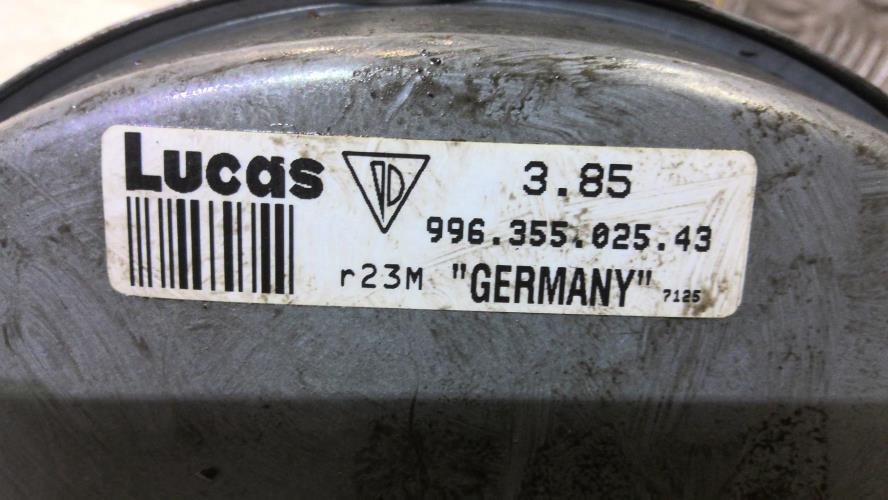 Lucas 3.85
996.355.025.43
r23M "GERMANY" 7125